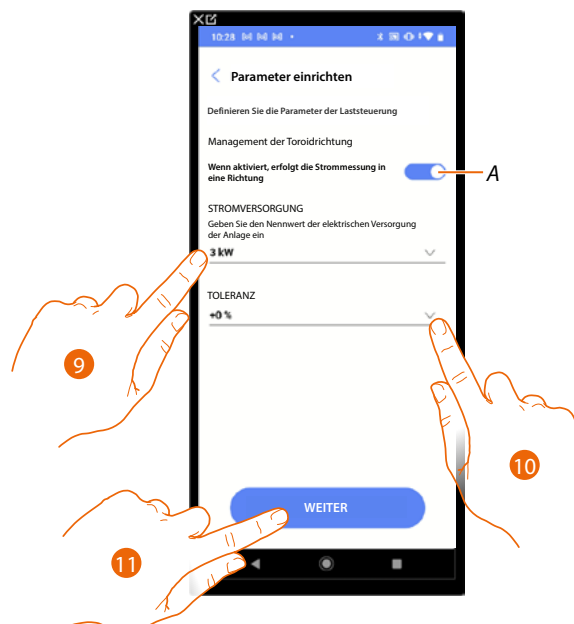 10:28
Parameter einrichten
Definieren Sie die Parameter der Laststeuerung
Management der Toroidrichtung
Wenn aktiviert, erfolgt die Strommessung in
eine Richtung
A
STROMVERSORGUNG
Geben Sie den Nennwert der elektrischen Versorgung
der Anlage ein
3 kW
TOLERANZ
+0 %
9
10
WEITER
11